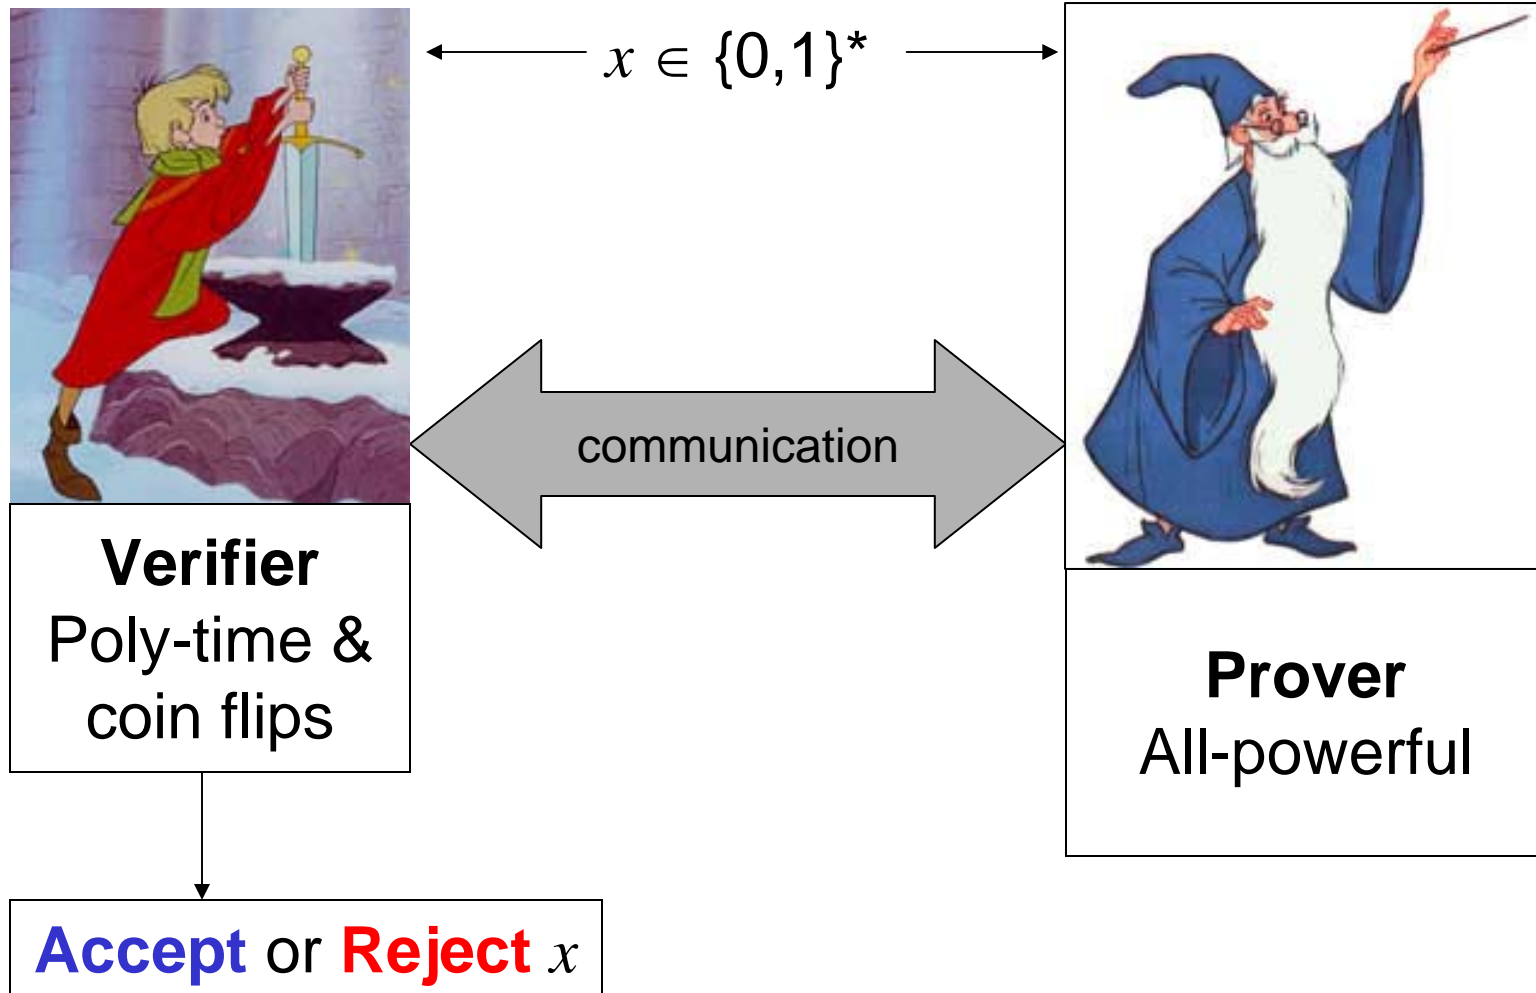 x ∈ {0,1}*
communication
Verifier
Poly-time &
coin flips
Prover
All-powerful
Accept or Reject x